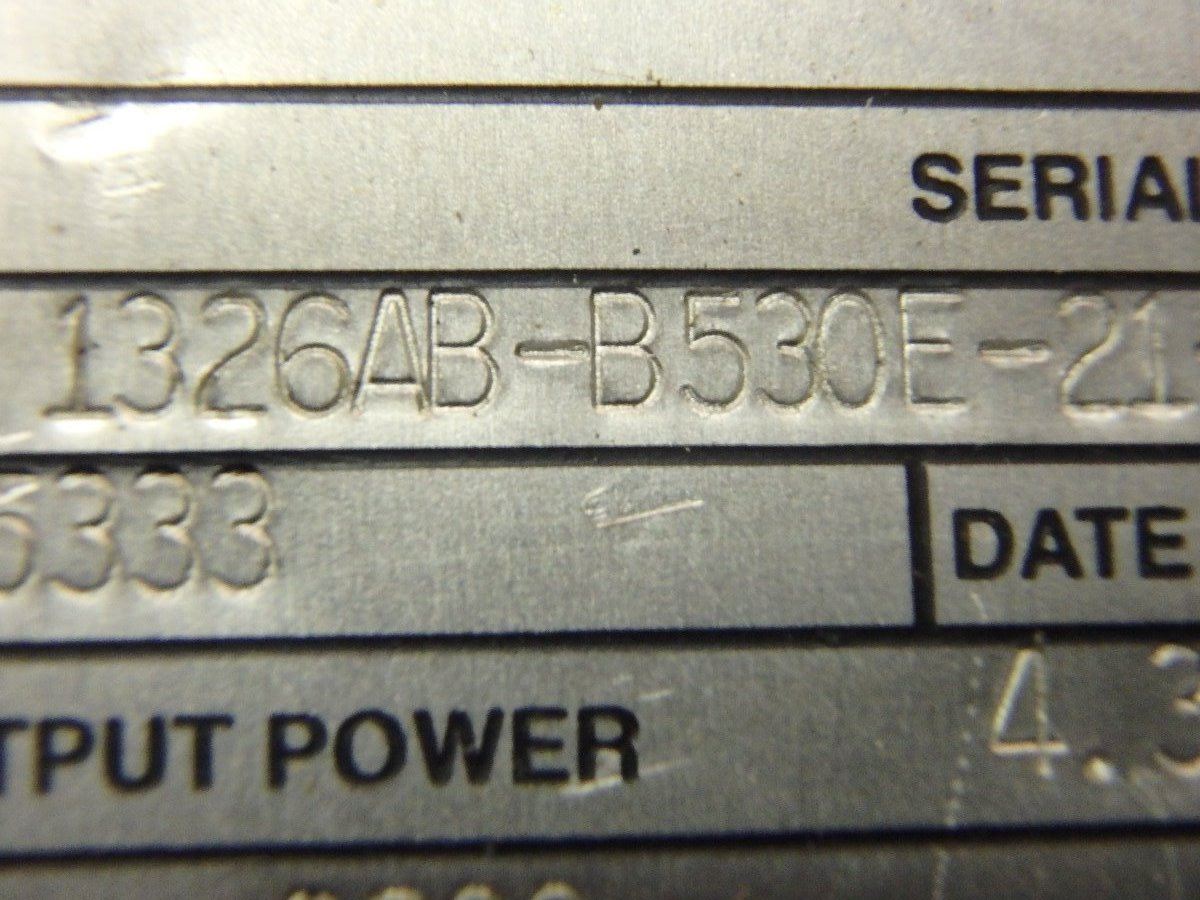 SERIAL
1326AB-B530E-21-
6333 DATE
TPUT POWER 4.3